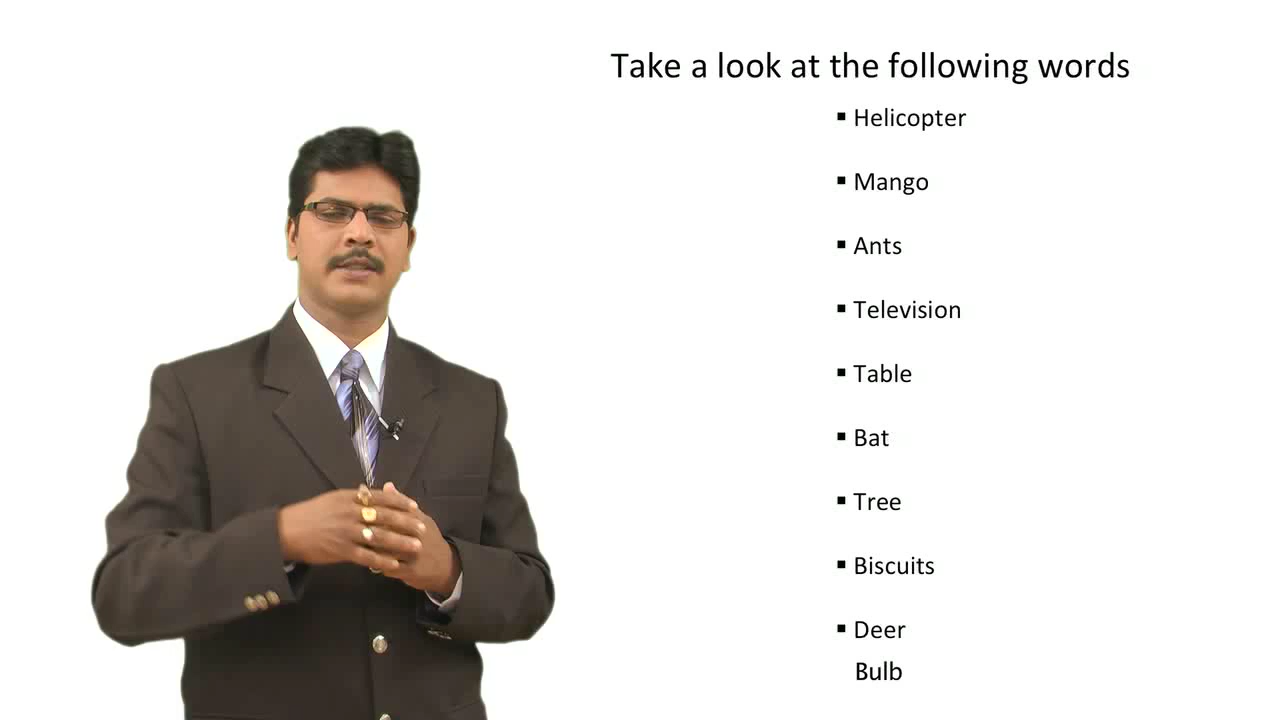 Take a look at the following words
▪ Helicopter
▪ Mango
▪ Ants
▪ Television
▪ Table
▪ Bat
▪ Tree
▪ Biscuits
▪ Deer
Bulb